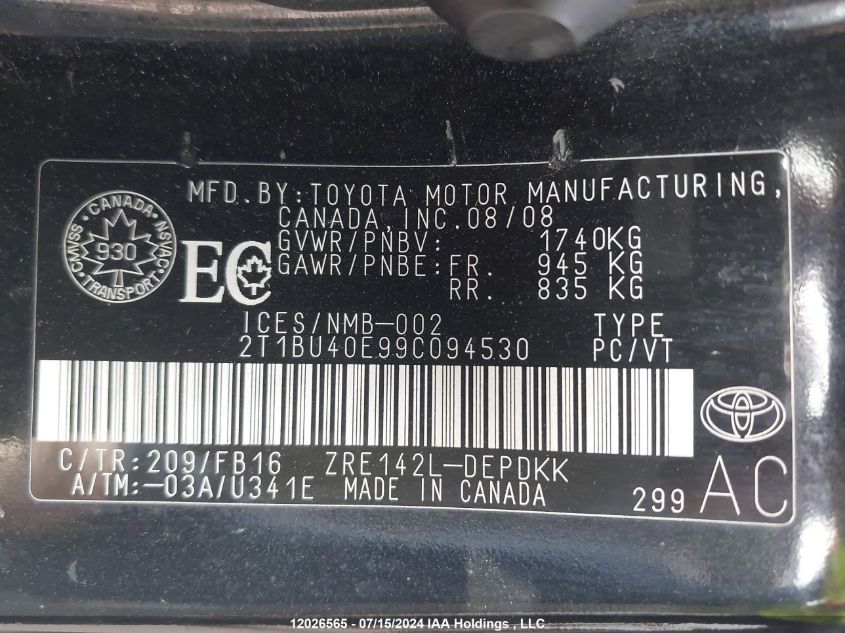 MFD.BY:TOYOTA MOTOR MANUFACTURING,
CANADA,INC.08/08
CANADA
CMVSS 930 NSVAC
TRANSPORT
EC
GVWR/PNBV: 1740KG
GAWR/PNBE:FR. 945 KG
RR. 835 KG
ICES/NMB-002 TYPE
2T1BU40E99C094530 PC/VT
C/TR:209/FB16 ZRE142L-DEPDKK
A/TM:-03A/U341E MADE IN CANADA
299 AC
12026565 - 07/15/2024 IAA Holdings , LLC